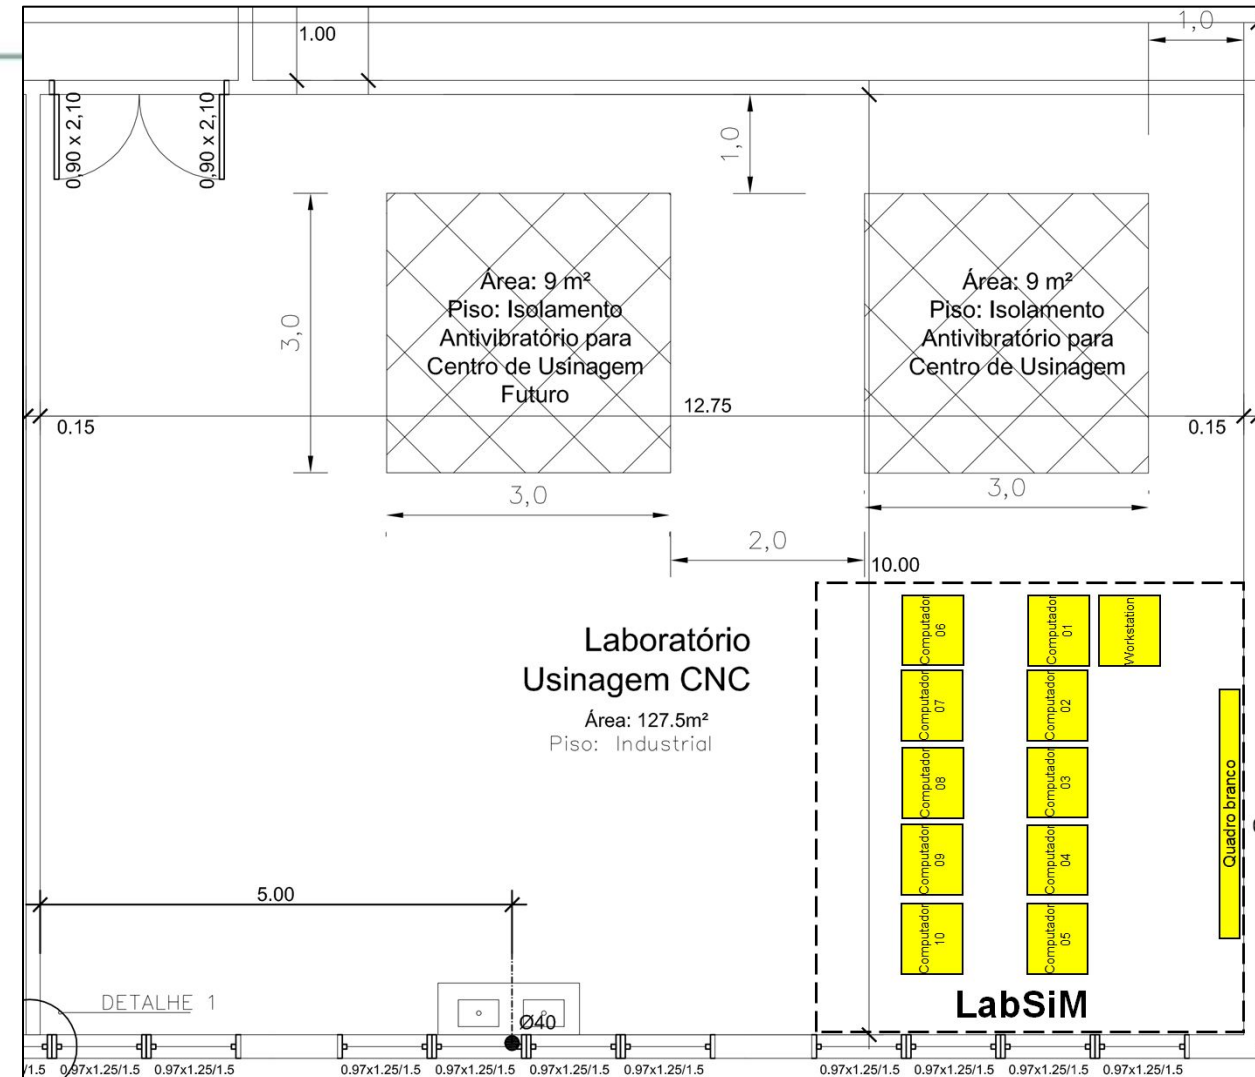 1.00
1,0
0,90 x 2,10
0,90 x 2,10
1,0
Área: 9 m²
Piso: Isolamento
Antivibratório para
Centro de Usinagem
Futuro
Área: 9 m²
Piso: Isolamento
Antivibratório para
Centro de Usinagem
3,0
12.75
0.15
0.15
3,0
3,0
2,0
10.00
Laboratório
Usinagem CNC
Área: 127.5m²
Piso: Industrial
Computador
06
Computador
01
Workstation
Computador
07
Computador
02
Computador
08
Computador
03
Quadro branco
Computador
09
Computador
04
Computador
10
Computador
05
LabSiM
5.00
DETALHE 1
Ø40
/1.5 0.97x1.25/1.5 0.97x1.25/1.5 0.97x1.25/1.5 0.97x1.25/1.5 0.97x1.25/1.5 0.97x1.25/1.5 0.97x1.25/1.5 0.97x1.25/1.5 0.97x1.25/1.5 0.97x1.25/1.5